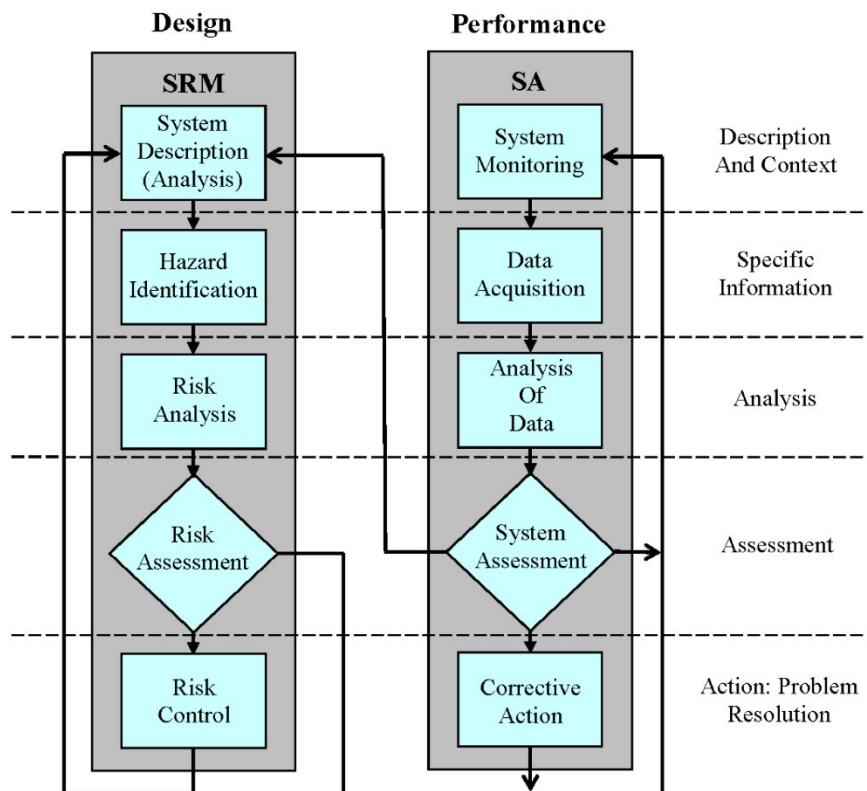 Design
Performance
SRM
SA
System
Description
(Analysis)
System
Monitoring
Description
And Context
Hazard
Identification
Data
Acquisition
Specific
Information
Risk
Analysis
Analysis
Of
Data
Analysis
Risk
Assessment
System
Assessment
Assessment
Risk
Control
Corrective
Action
Action: Problem
Resolution